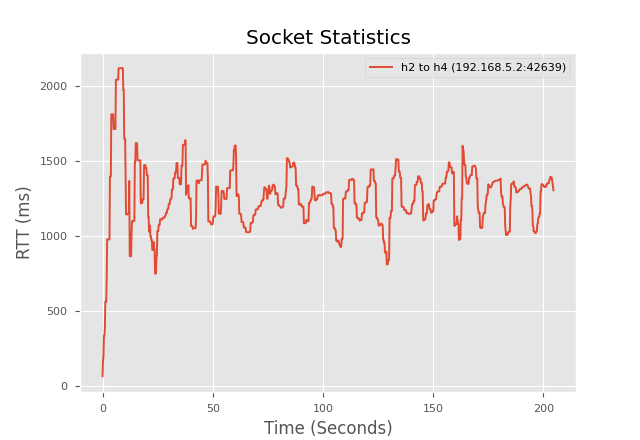 Socket Statistics
h2 to h4 (192.168.5.2:42639)
RTT (ms)
2000
1500
1000
500
0
0 50 100 150 200
Time (Seconds)